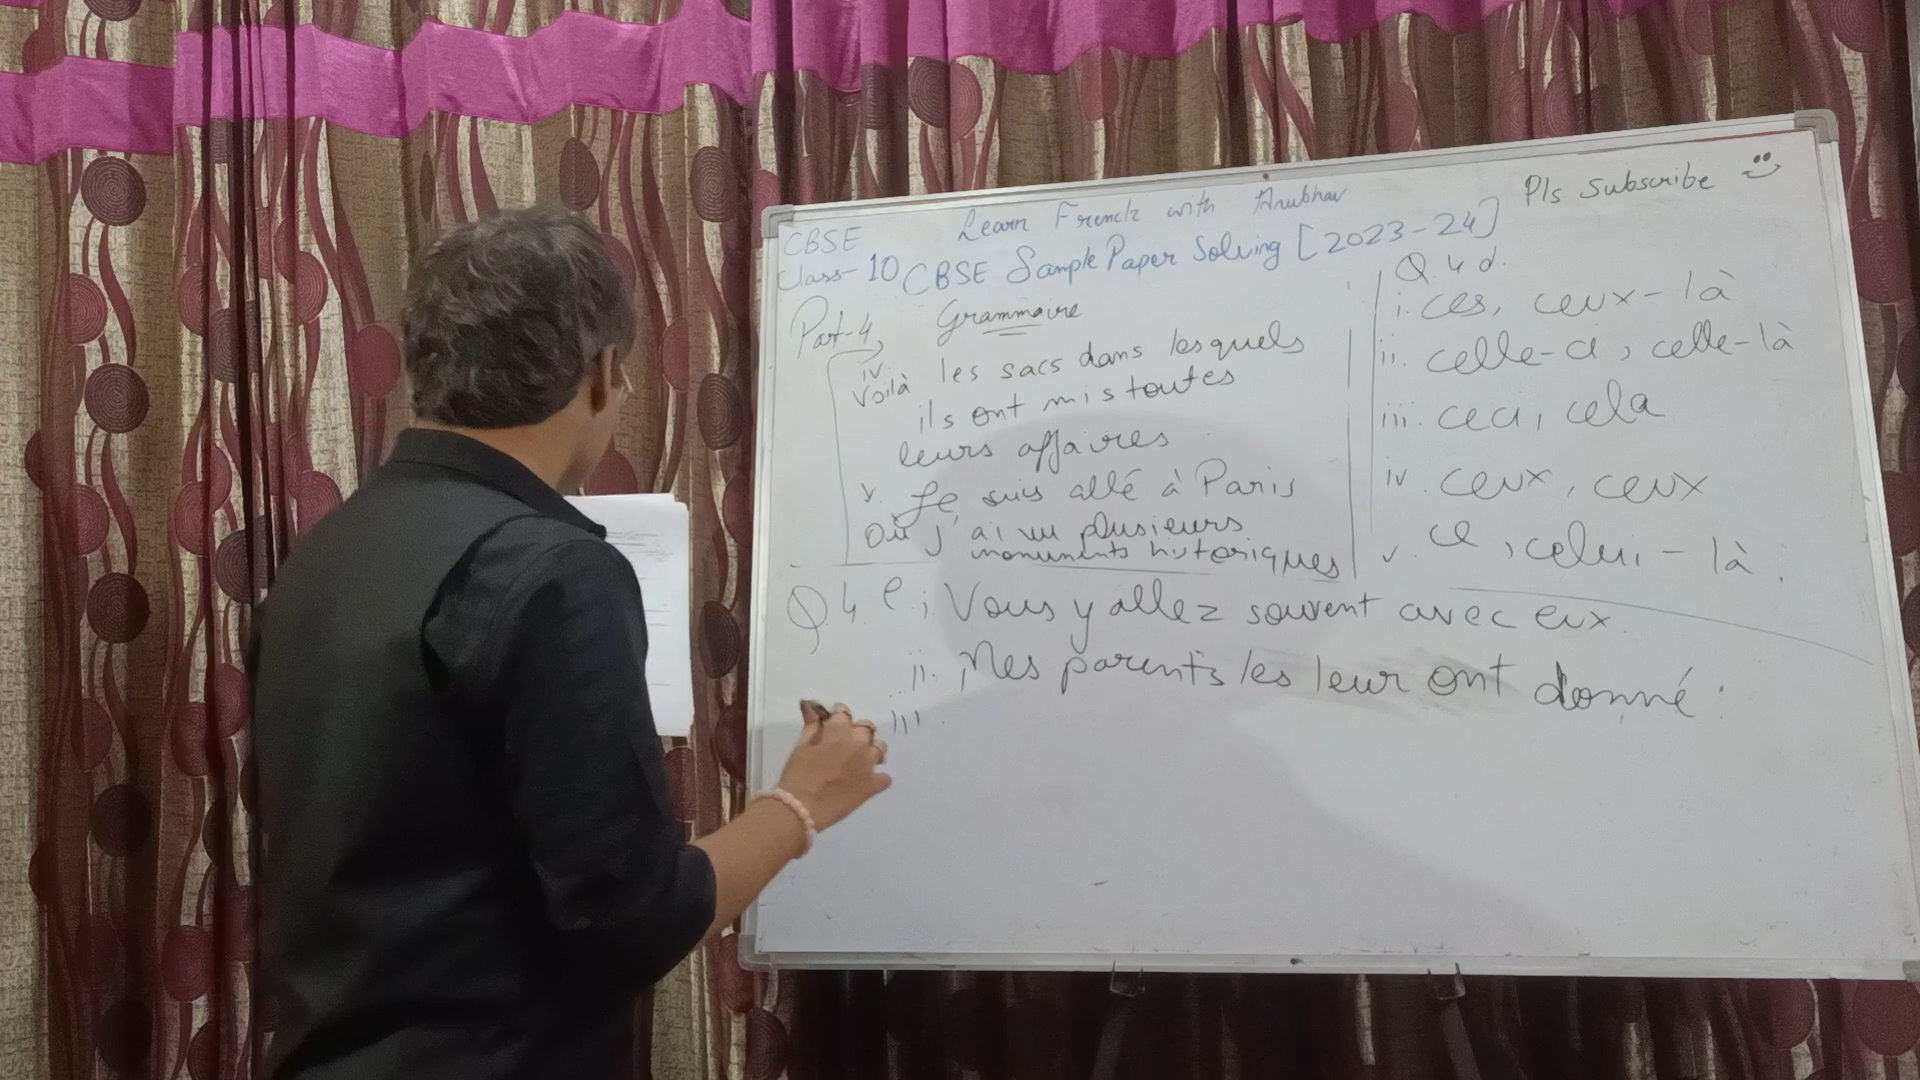 CBSE
Class-10
Learn French with Anubhav
Pls Subscribe
CBSE Sample Paper Solving [2023-24]
Part-4
Grammaire
iv
Voilà les sacs dans lesquels
ils ont mis toutes
leurs affaires
v. Je suis allé à Paris
où j'ai vu plusieurs
monuments historiques
Q.4 d.
i. ces, ceux-là
ii. celle-ci, celle-là
iii. ceci, cela
iv. ceux, ceux
v. ce, celui-là.
Q.4. e i Vous y allez souvent avec eux.
ii. Mes parents les leur ont donné.
iii.